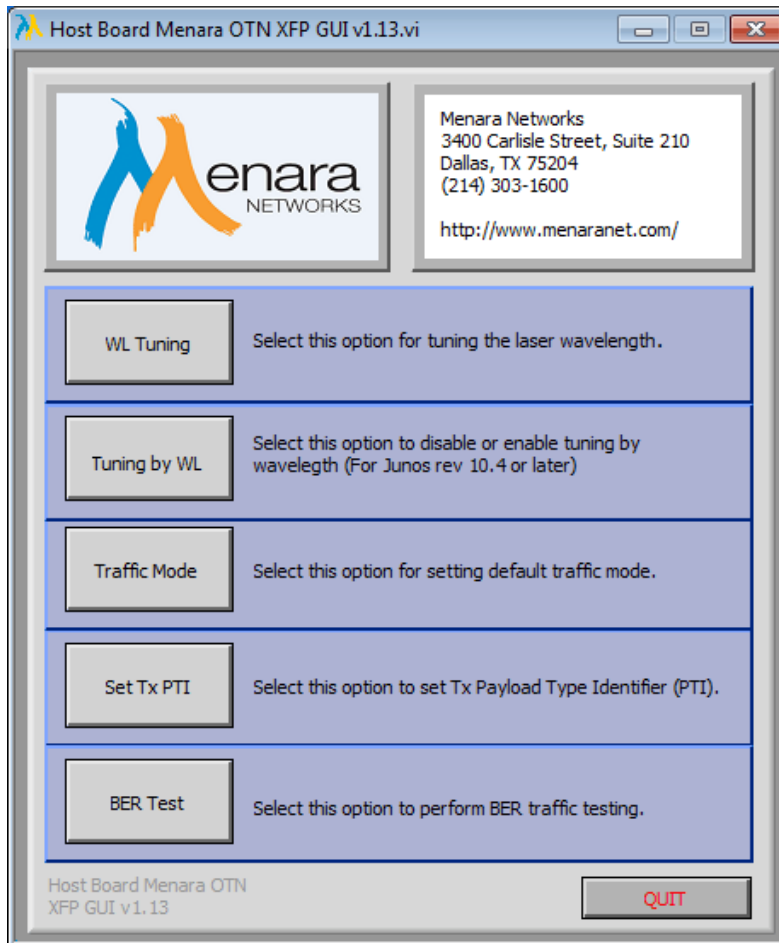 Host Board Menara OTN XFP GUI v1.13.vi
Menara
NETWORKS
Menara Networks
3400 Carlisle Street, Suite 210
Dallas, TX 75204
(214) 303-1600
http://www.menaranet.com/
WL Tuning
Select this option for tuning the laser wavelength.
Tuning by WL
Select this option to disable or enable tuning by
wavelegth (For Junos rev 10.4 or later)
Traffic Mode
Select this option for setting default traffic mode.
Set Tx PTI
Select this option to set Tx Payload Type Identifier (PTI).
BER Test
Select this option to perform BER traffic testing.
Host Board Menara OTN
XFP GUI v1.13
QUIT